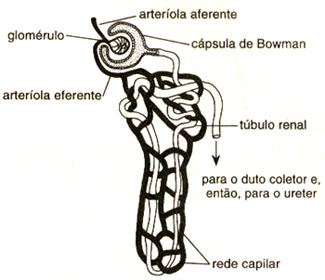 arteríola aferente
glomérulo
cápsula de Bowman
arteríola eferente
túbulo renal
para o duto coletor e,
então, para o ureter
rede capilar